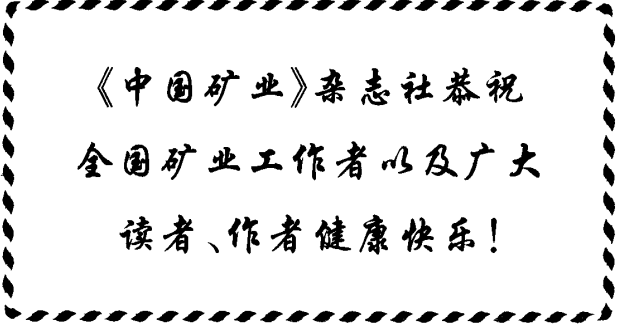 《中国矿业》杂志社恭祝
全国矿业工作者以及广大
读者、作者健康快乐!